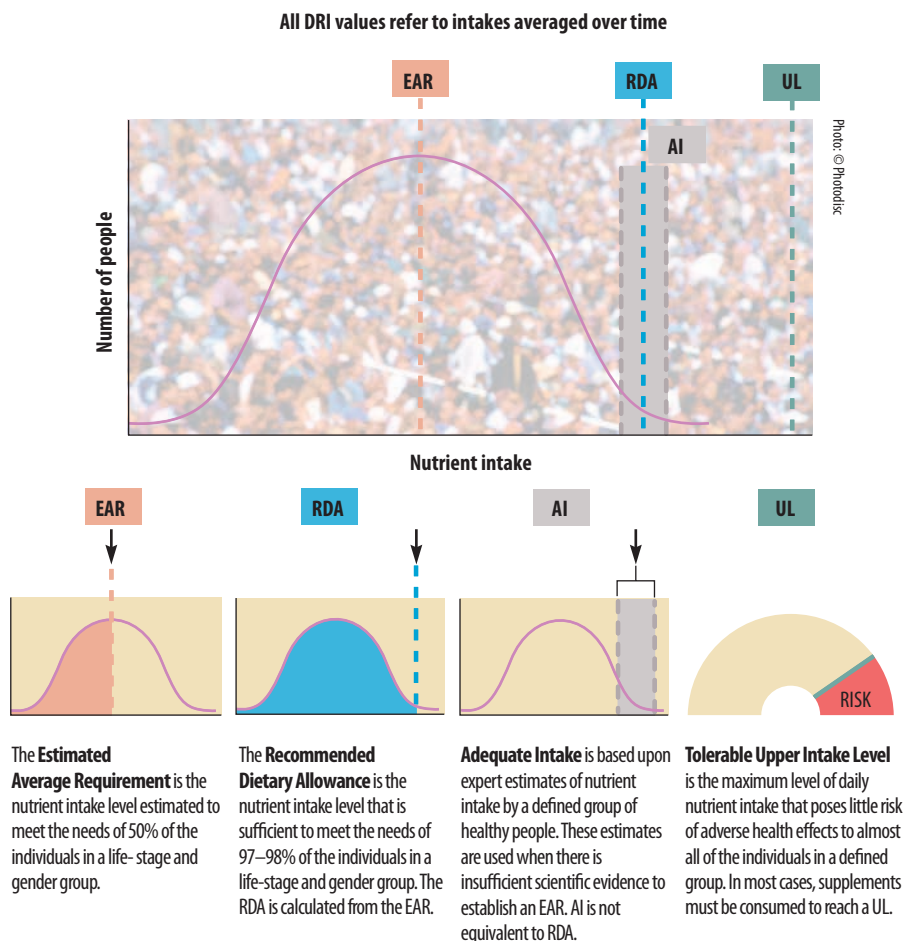 All DRI values refer to intakes averaged over time
EAR
RDA
UL
AI
Photo: © Photodisc
Number of people
Nutrient intake
EAR
RDA
AI
UL
RISK
The Estimated
Average Requirement is the
nutrient intake level estimated to
meet the needs of 50% of the
individuals in a life- stage and
gender group.
The Recommended
Dietary Allowance is the
nutrient intake level that is
sufficient to meet the needs of
97–98% of the individuals in a
life-stage and gender group. The
RDA is calculated from the EAR.
Adequate Intake is based upon
expert estimates of nutrient
intake by a defined group of
healthy people. These estimates
are used when there is
insufficient scientific evidence to
establish an EAR. AI is not
equivalent to RDA.
Tolerable Upper Intake Level
is the maximum level of daily
nutrient intake that poses little risk
of adverse health effects to almost
all of the individuals in a defined
group. In most cases, supplements
must be consumed to reach a UL.